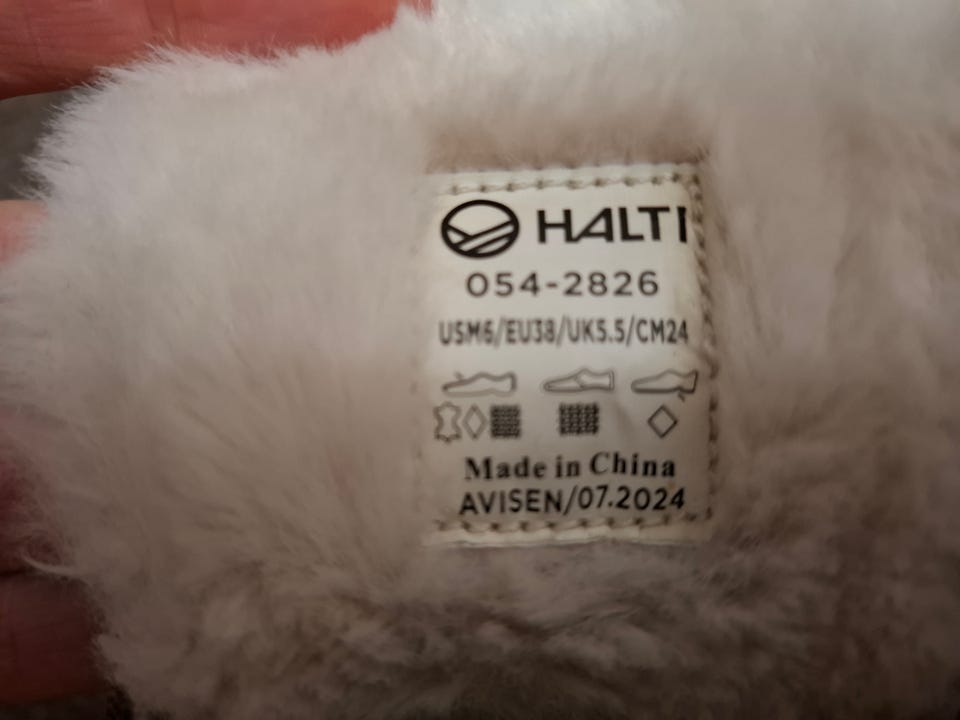 HALTI
054-2826
USM6/EU38/UK5.5/CM24
Made in China
AVISEN/07.2024